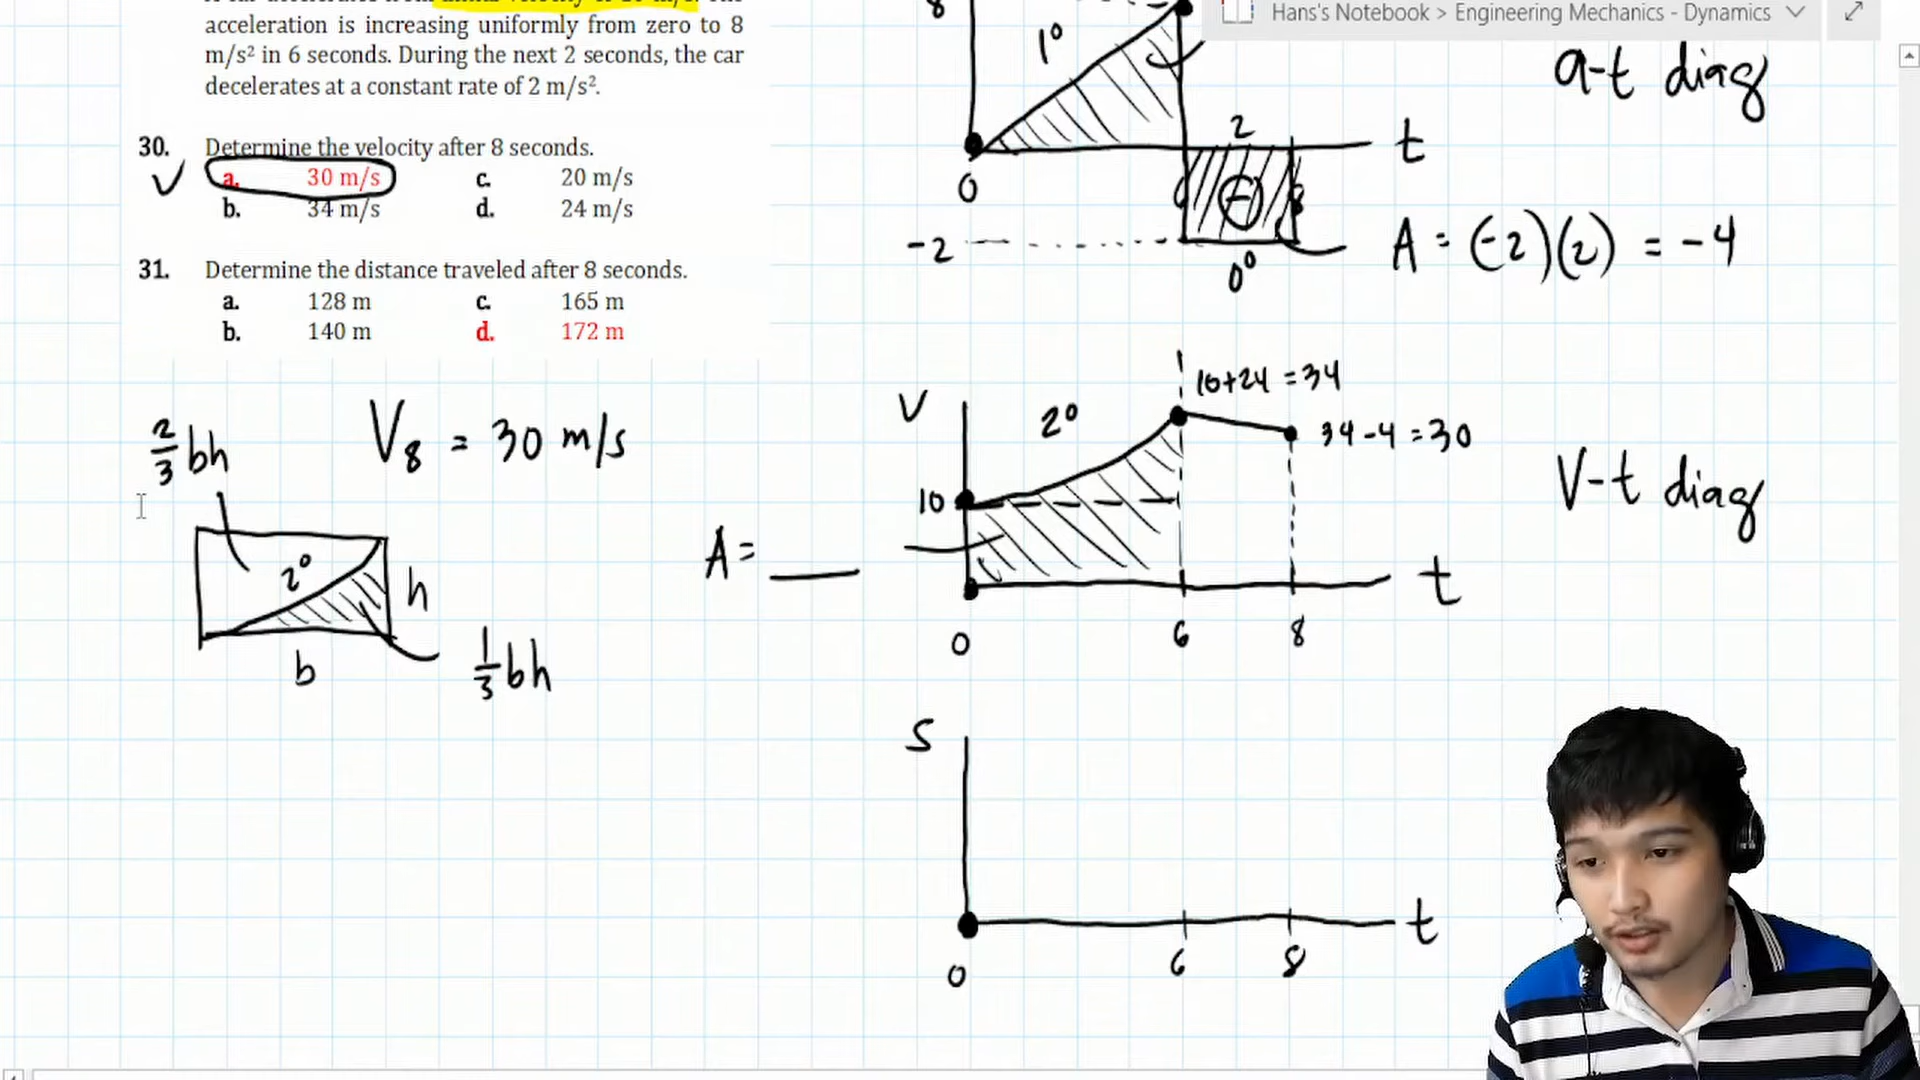 Hans's Notebook > Engineering Mechanics - Dynamics
acceleration is increasing uniformly from zero to 8
m/s² in 6 seconds. During the next 2 seconds, the car
decelerates at a constant rate of 2 m/s².
30. Determine the velocity after 8 seconds.
a. 30 m/s c. 20 m/s
b. 34 m/s d. 24 m/s
31. Determine the distance traveled after 8 seconds.
a. 128 m c. 165 m
b. 140 m d. 172 m
8
1°
a-t diag
2
t
0
-2
0°
A = (-2)(2) = -4
2/3 bh
V₈ = 30 m/s
2°
h
b
1/3 bh
V
2°
10+24 = 34
34-4 = 30
10
A =
V-t diag
t
0 6 8
S
t
0 6 8